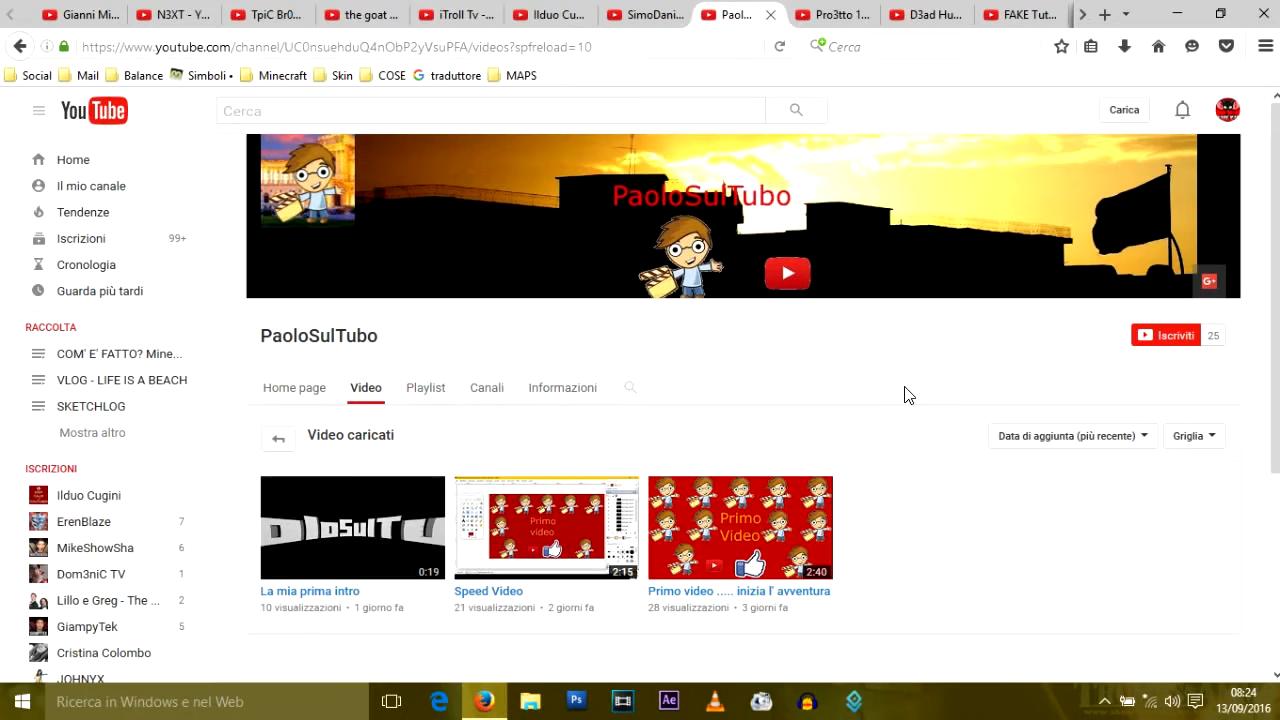 N3X - Y...
TpiC C...
the goati...
iTroll Tv -...
Ilduo Cu...
SimoDani...
Paol...
Pro3tto 1...
D3ad Hu...
FAKE Tu...
https://www.youtube.com/channel/UC0nsuehduQ4nObP2yVsuPFA/videos?spfreload=10
Cerca
Social
Mail
Balance
Simboli •
Minecraft
Skin
COSE
traduttore
MAPS
YouTube
Cerca
Carica
Home
Il mio canale
Tendenze
Iscrizioni 99+
Cronologia
Guarda più tardi
RACCOLTA
COM' E' FATTO? Mine...
VLOG - LIFE IS A BEACH
SKETCHLOG
Mostra altro
ISCRIZIONI
Ilduo Cugini
ErenBlaze 7
MikeShowSha 6
Dom3niC TV 1
Lillo e Greg - The ... 2
GiampyTek 5
Cristina Colombo
JOHNYX
PaoloSulTubo
G+
PaoloSulTubo
Iscriviti 25
Home page
Video
Playlist
Canali
Informazioni
Video caricati
Data di aggiunta (più recente)
Griglia
oloSulTu
0:19
La mia prima intro
10 visualizzazioni • 1 giorno fa
Primo
video
2:15
Speed Video
21 visualizzazioni • 2 giorni fa
Primo
Video
2:40
Primo video ..... inizia l' avventura
28 visualizzazioni • 3 giorni fa
Ricerca in Windows e nel Web
Ps
Ae
08:24
13/09/2016